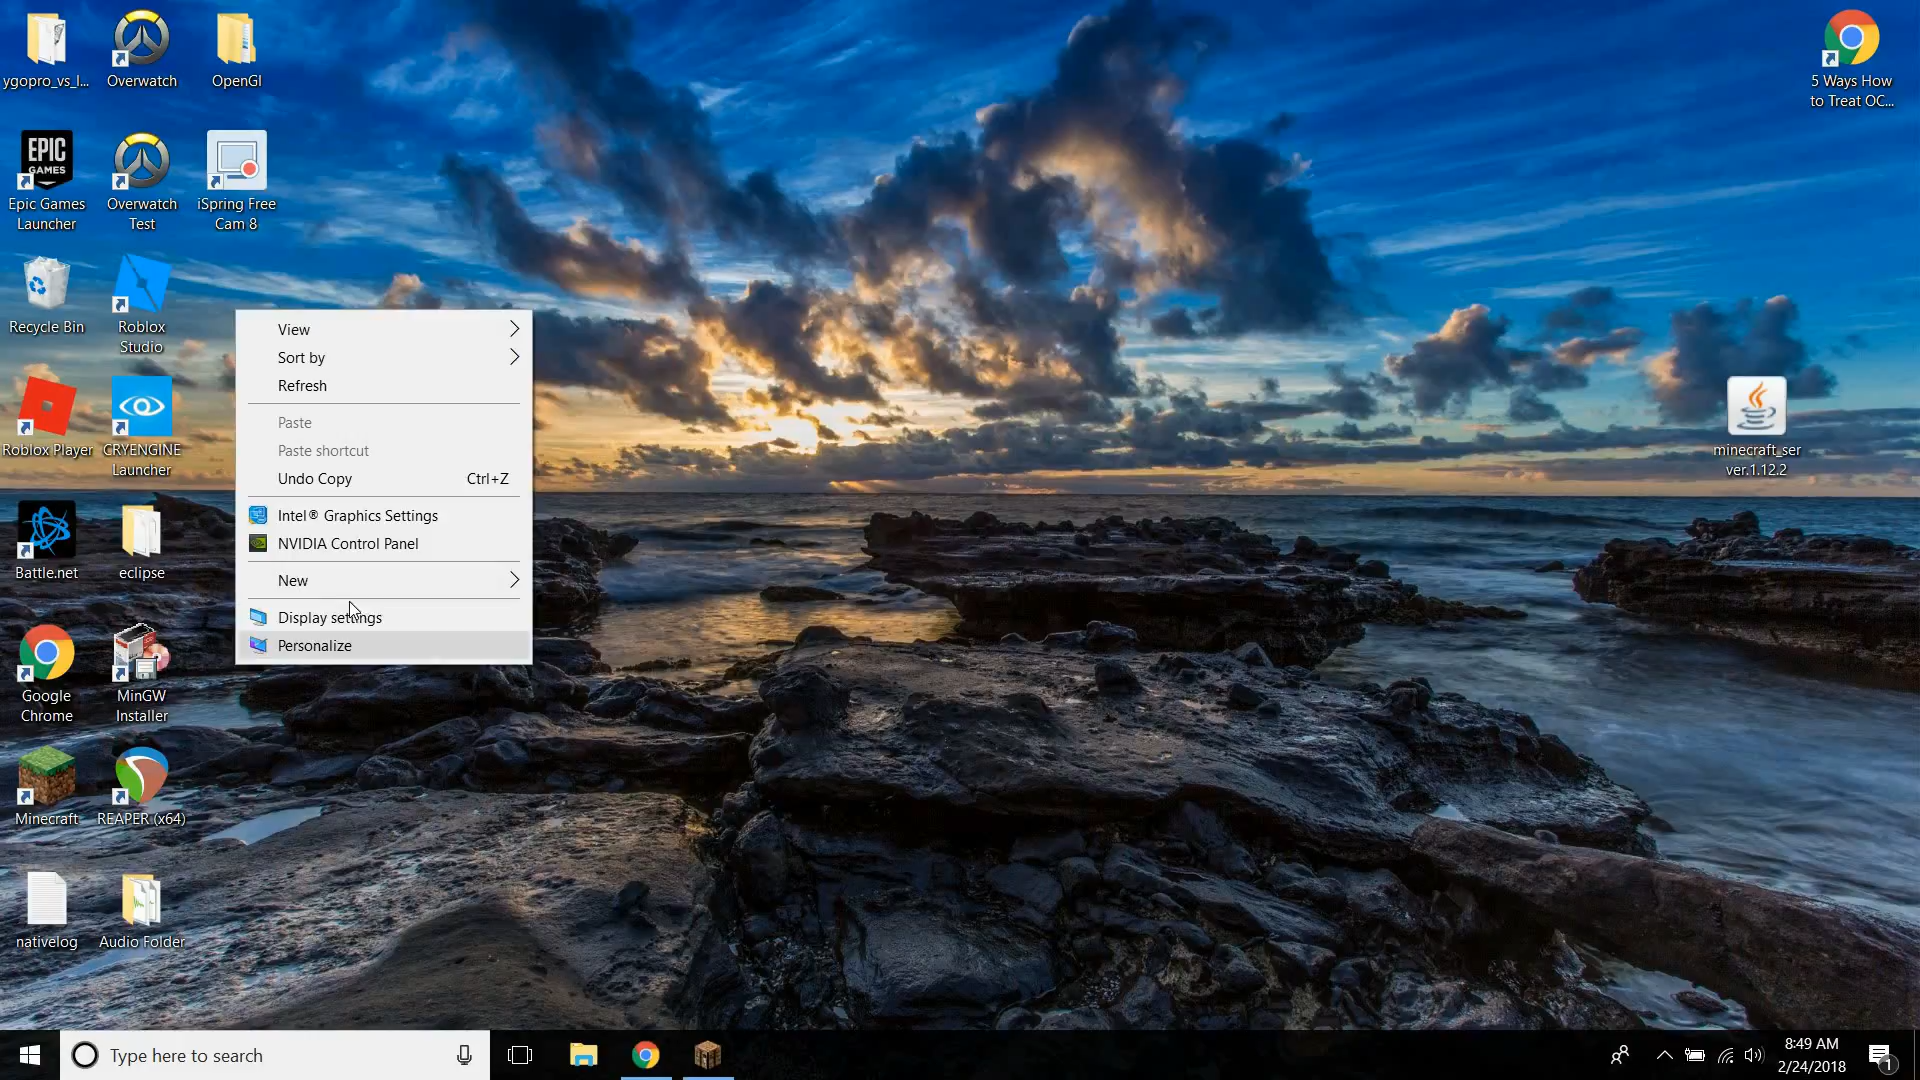 ygopro_vs_l...
Overwatch
OpenGl
5 Ways How
to Treat OC...
EPIC
GAMES
Epic Games
Launcher
Overwatch
Test
iSpring Free
Cam 8
Recycle Bin
Roblox
Studio
Roblox Player
CRYENGINE
Launcher
minecraft_ser
ver.1.12.2
Battle.net
eclipse
Google
Chrome
MinGW
Installer
Minecraft
REAPER (x64)
nativelog
Audio Folder
View
Sort by
Refresh
Paste
Paste shortcut
Undo Copy Ctrl+Z
Intel® Graphics Settings
NVIDIA Control Panel
New
Display settings
Personalize
Type here to search
8:49 AM
2/24/2018
1